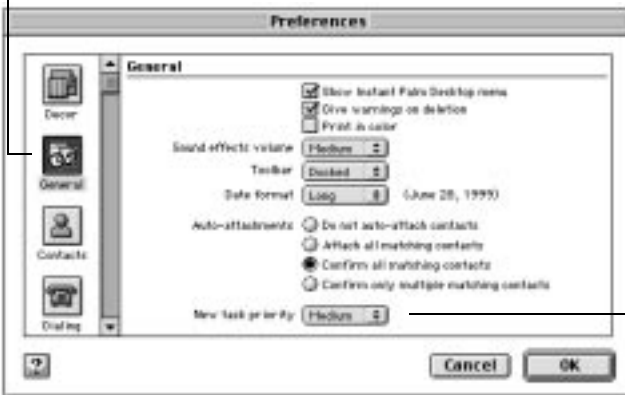 Preferences
General
Show Instant Palm Desktop menu
Give warnings on deletion
Print in color
Sound effects volume Medium
Toolbar Docked
Date format Long (June 28, 1999)
Auto-attachments Do not auto-attach contacts
Attach all matching contacts
Confirm all matching contacts
Confirm only multiple matching contacts
New task priority Medium
Decor
General
Contacts
Dialing
?
Cancel
OK